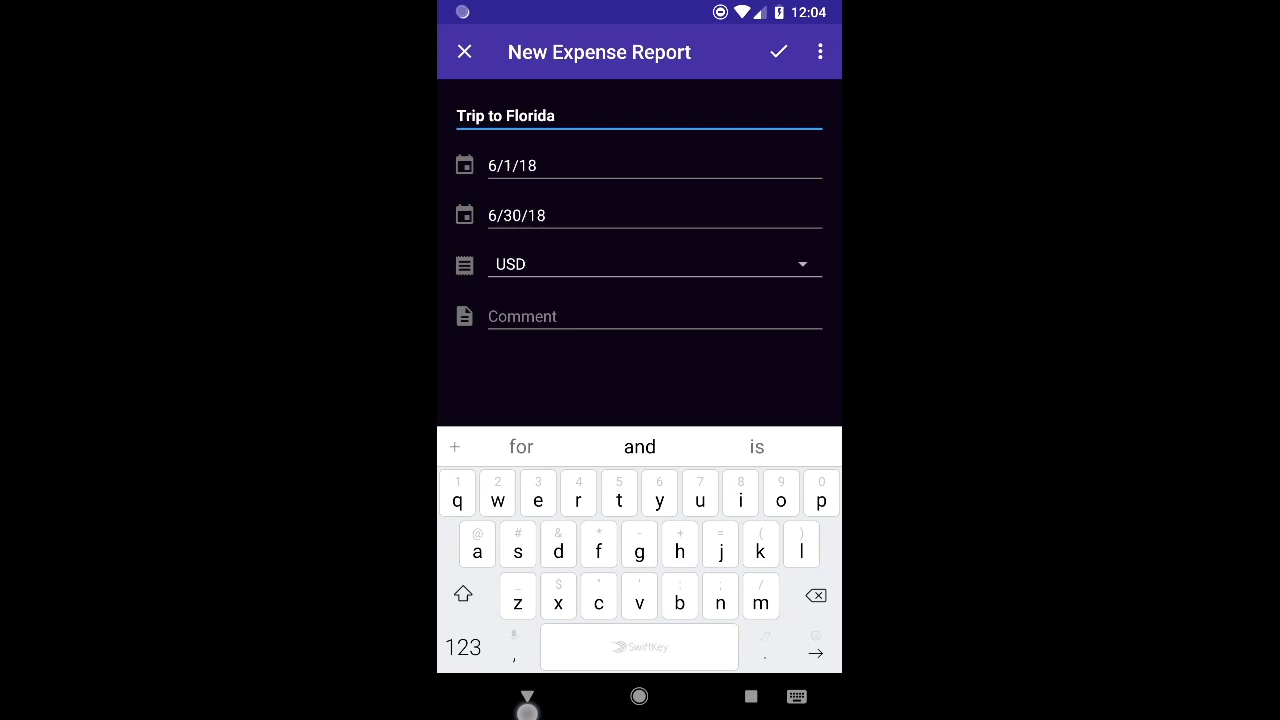 12:04
New Expense Report
Trip to Florida
6/1/18
6/30/18
USD
Comment
+ for and is
1 2 3 4 5 6 7 8 9 0
q w e r t y u i o p
@ # & * - + = ( )
a s d f g h j k l
_ $ " ' : ; /
z x c v b n m
123 , SwiftKey .